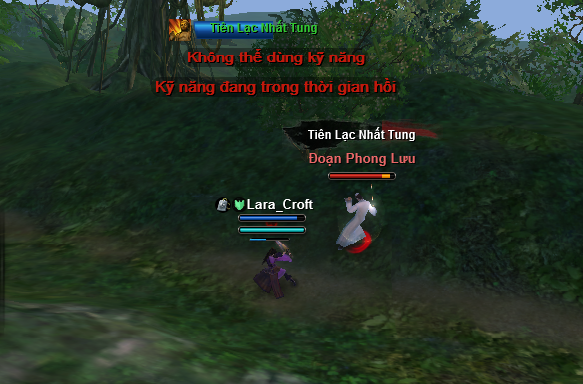 Tiên Lạc Nhất Tung
Không thể dùng kỹ năng
Kỹ năng đang trong thời gian hồi
Tiên Lạc Nhất Tung
Đoạn Phong Lưu
Lara_Croft